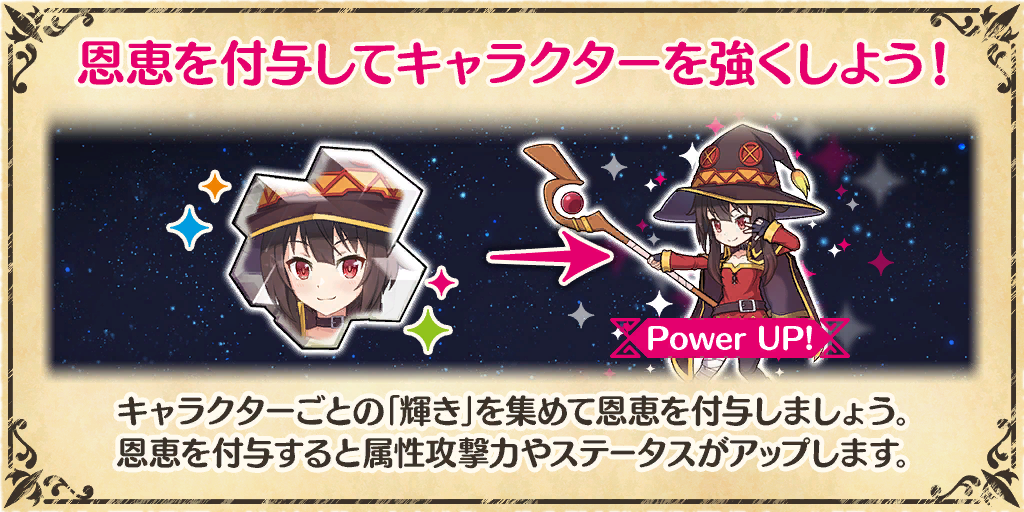 恩恵を付与してキャラクターを強くしよう！
Power UP!
キャラクターごとの「輝き」を集めて恩恵を付与しましょう。
恩恵を付与すると属性攻撃力やステータスがアップします。